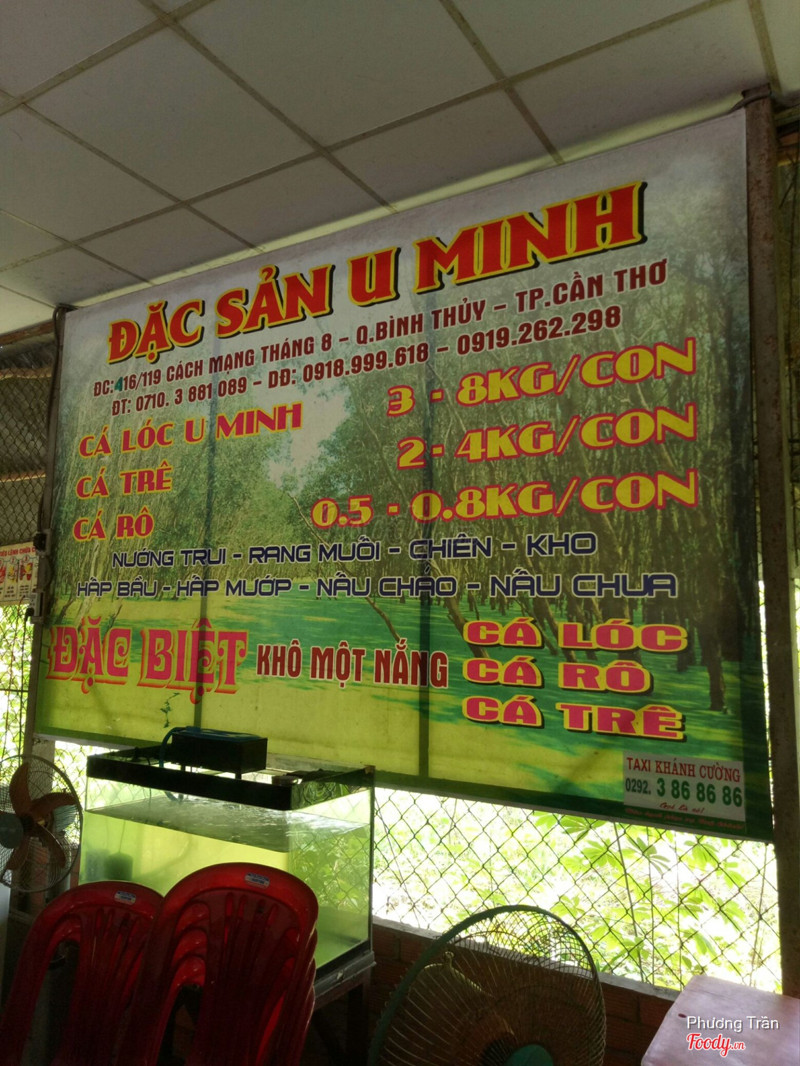 ĐẶC SẢN U MINH
ĐC:416/119 CÁCH MẠNG THÁNG 8 - Q.BÌNH THỦY - TP.CẦN THƠ
ĐT: 0710. 3 881 089 - DĐ: 0918.999.618 - 0919.262.298
CÁ LÓC U MINH 3 - 8KG/CON
CÁ TRÊ 2 - 4KG/CON
CÁ RÔ 0.5 - 0.8KG/CON
NƯỚNG TRUI - RANG MUỐI - CHIÊN - KHO
HẤP BẦU - HẤP MƯỚP - NẤU CHÁO - NẤU CHUA
ĐẶC BIỆT KHÔ MỘT NẮNG
CÁ LÓC
CÁ RÔ
CÁ TRÊ
TAXI KHÁNH CƯỜNG
0292. 3 86 86 86
Phương Trần
Foody.vn